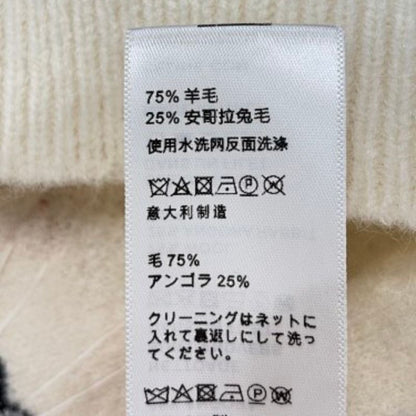 75% 羊毛
25% 安哥拉兔毛
使用水洗网反面洗涤
意大利制造
毛 75%
アンゴラ 25%
クリーニングはネットに
入れて裏返しにして洗っ
てください。